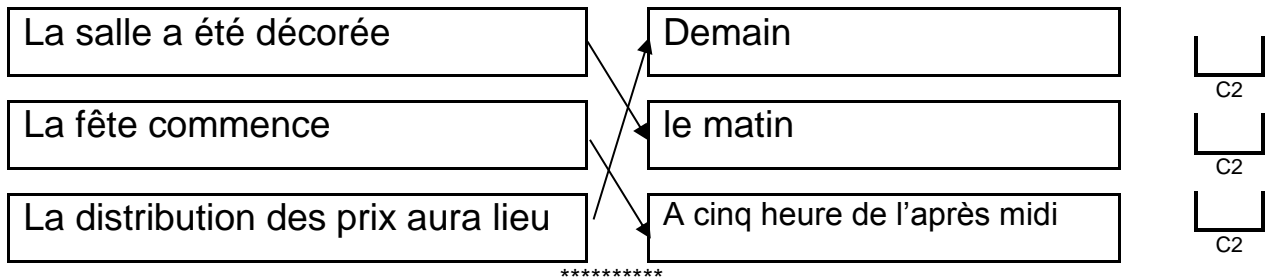 La salle a été décorée Demain
C2
La fête commence le matin
C2
La distribution des prix aura lieu A cinq heure de l’après midi
C2
**********